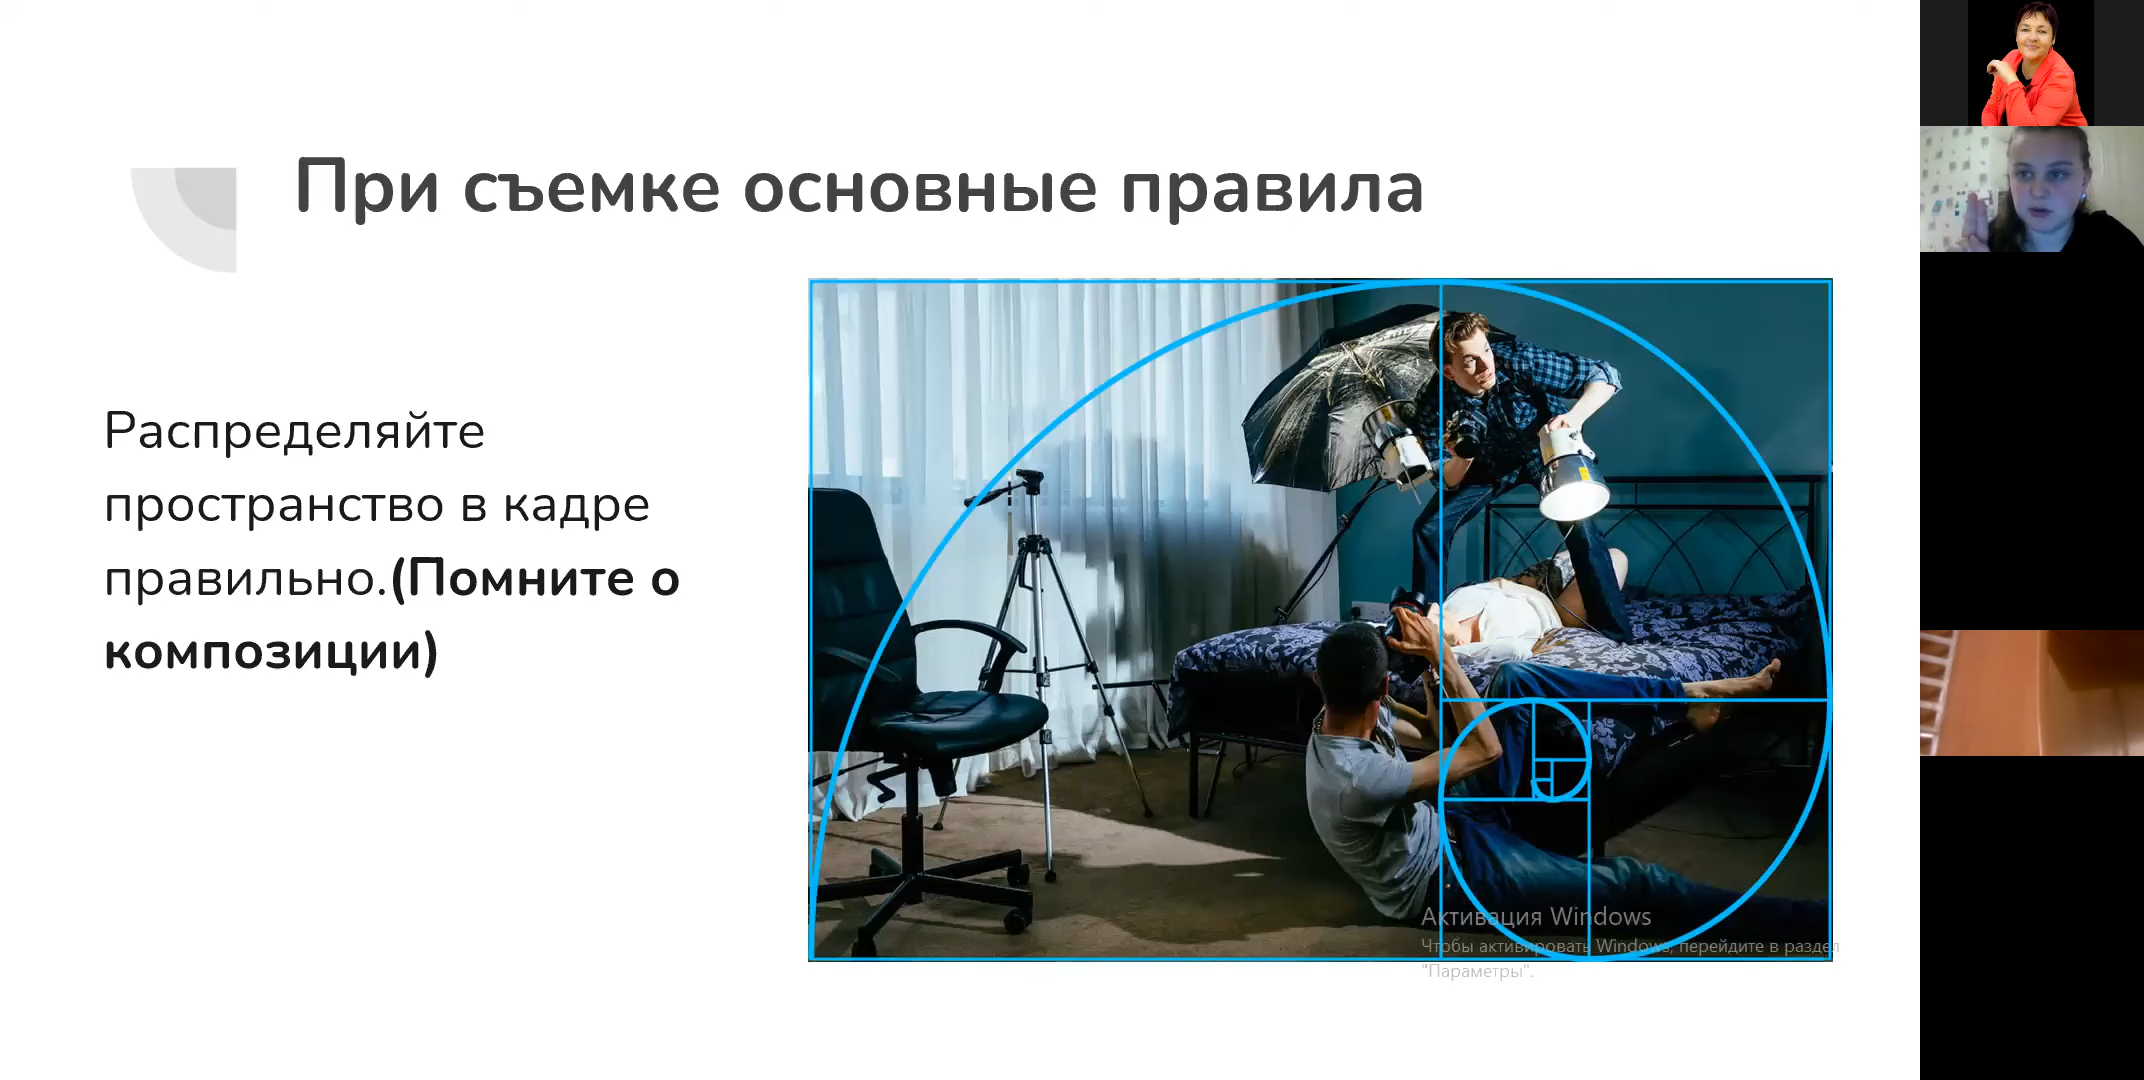 При съемке основные правила
Распределяйте
пространство в кадре
правильно.(Помните о
композиции)
Активация Windows
Чтобы активировать Windows, перейдите в раздел
"Параметры".